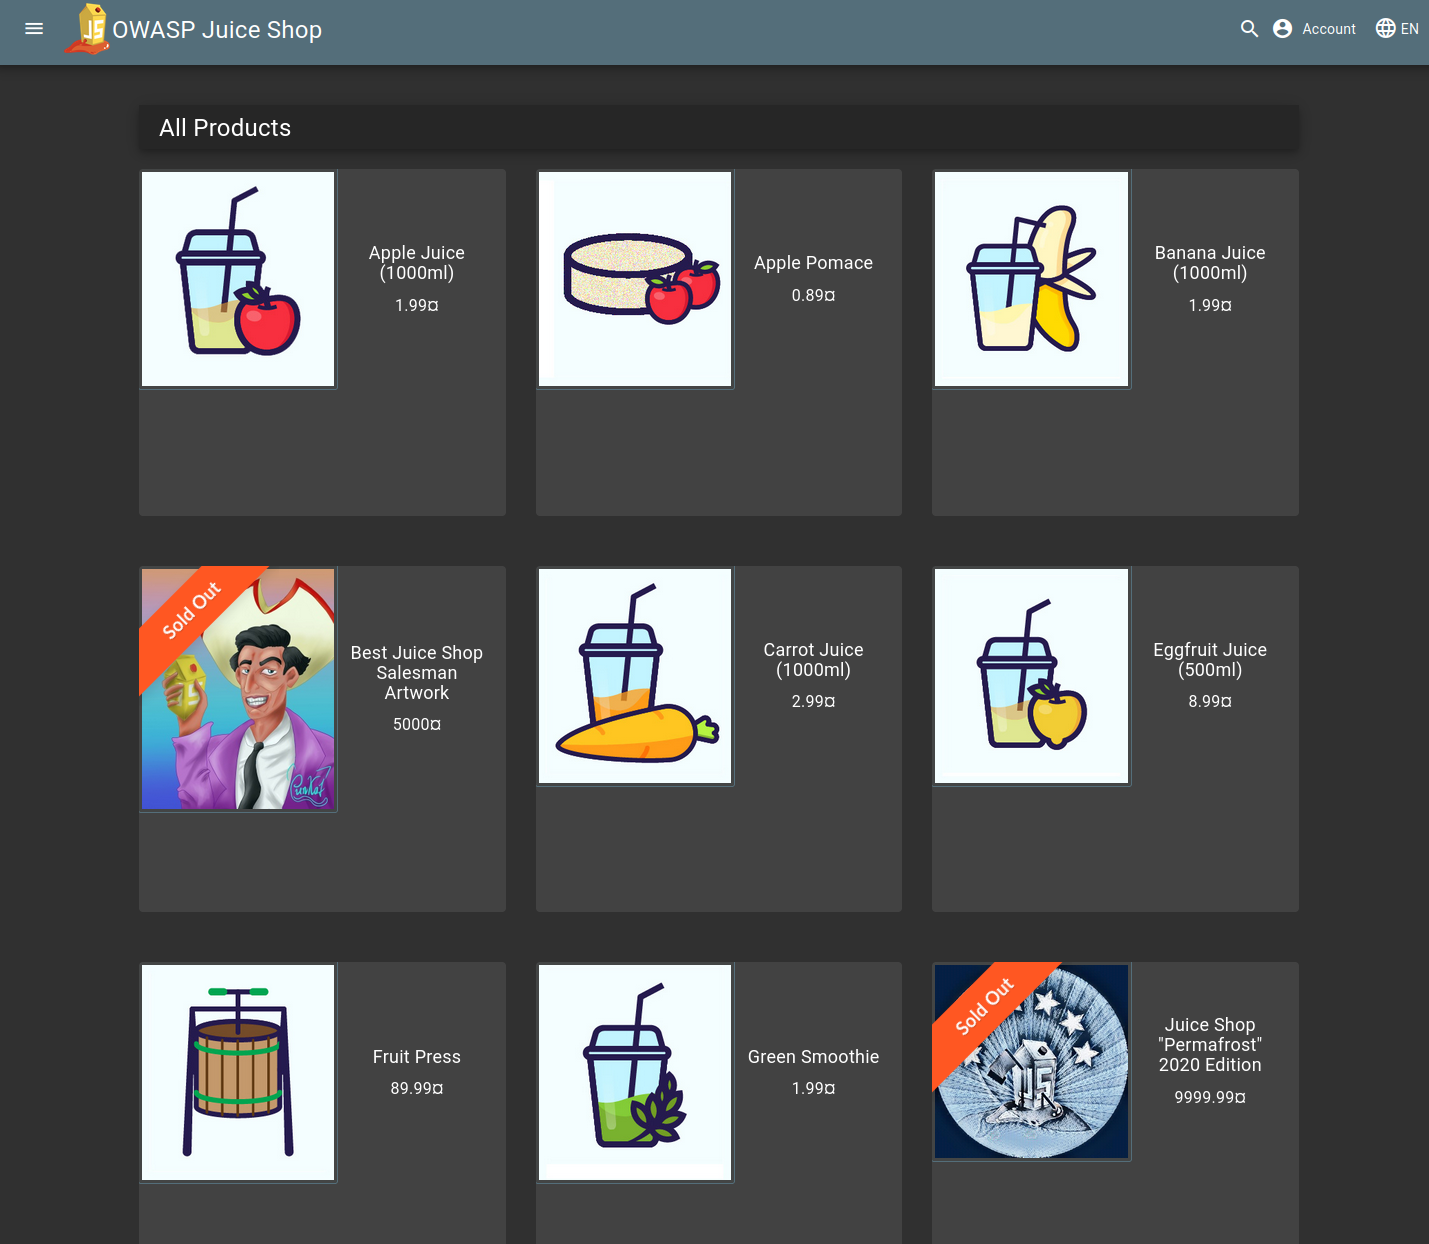 OWASP Juice Shop
Account
EN
All Products
Apple Juice
(1000ml)
1.99¤
Apple Pomace
0.89¤
Banana Juice
(1000ml)
1.99¤
Sold Out
Best Juice Shop
Salesman
Artwork
5000¤
Carrot Juice
(1000ml)
2.99¤
Eggfruit Juice
(500ml)
8.99¤
Fruit Press
89.99¤
Green Smoothie
1.99¤
Sold Out
JS
Juice Shop
"Permafrost"
2020 Edition
9999.99¤